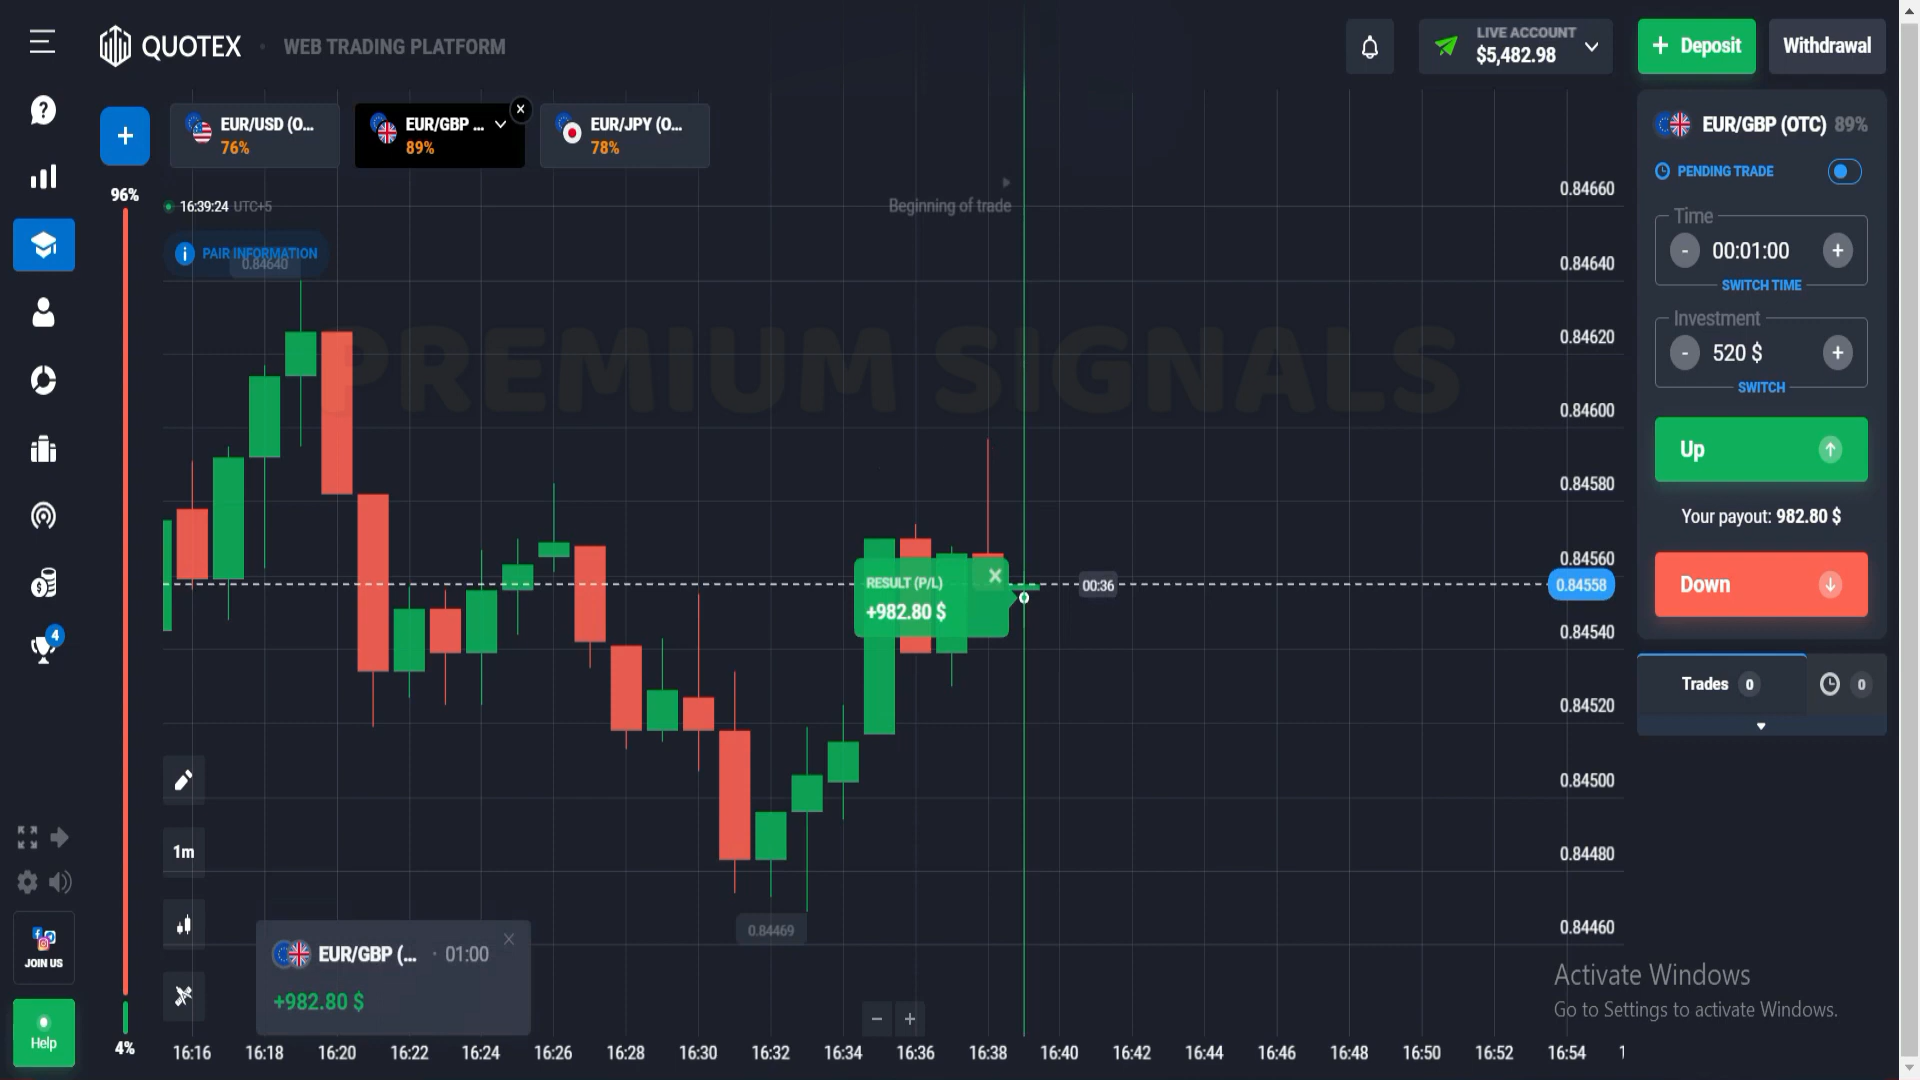 QUOTEX
WEB TRADING PLATFORM
LIVE ACCOUNT
$5,482.98
+ Deposit
Withdrawal
EUR/USD (O...
76%
EUR/GBP ...
89%
EUR/JPY (O...
78%
EUR/GBP (OTC) 89%
PENDING TRADE
Time
- 00:01:00 +
SWITCH TIME
Investment
- 520 $ +
SWITCH
Up
Your payout: 982.80 $
Down
Trades 0
0
96%
4%
16:39:24 UTC+5
PAIR INFORMATION
0.84640
Beginning of trade
PREMIUM SIGNALS
RESULT (P/L)
+982.80 $
00:36
0.84469
0.84660
0.84640
0.84620
0.84600
0.84580
0.84560
0.84558
0.84540
0.84520
0.84500
0.84480
0.84460
1m
EUR/GBP (... · 01:00
+982.80 $
4
JOIN US
Help
16:16 16:18 16:20 16:22 16:24 16:26 16:28 16:30 16:32 16:34 16:36 16:38 16:40 16:42 16:44 16:46 16:48 16:50 16:52 16:54
Activate Windows
Go to Settings to activate Windows.